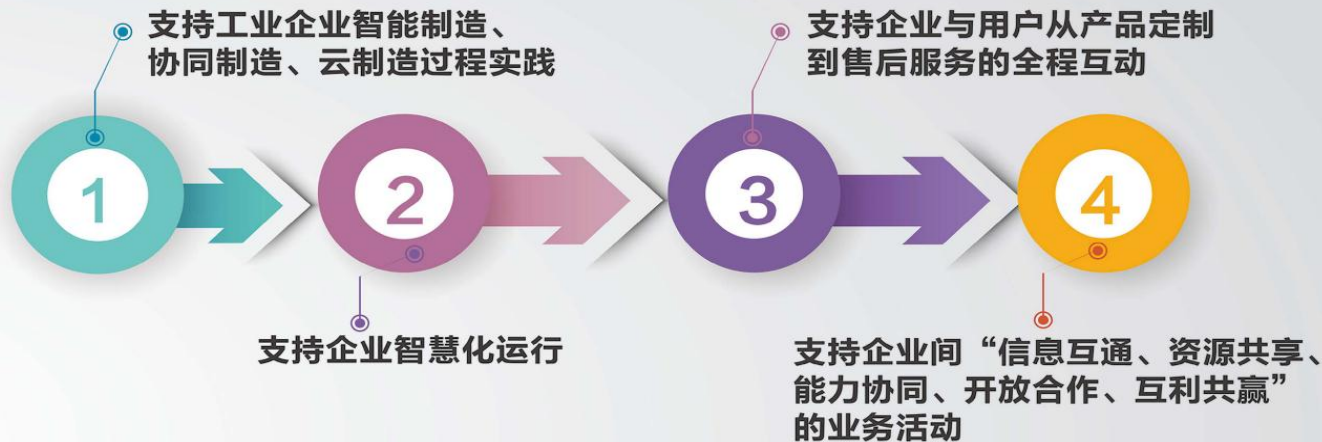 支持工业企业智能制造、
协同制造、云制造过程实践
支持企业与用户从产品定制
到售后服务的全程互动
1
2
3
4
支持企业智慧化运行
支持企业间“信息互通、资源共享、
能力协同、开放合作、互利共赢”
的业务活动